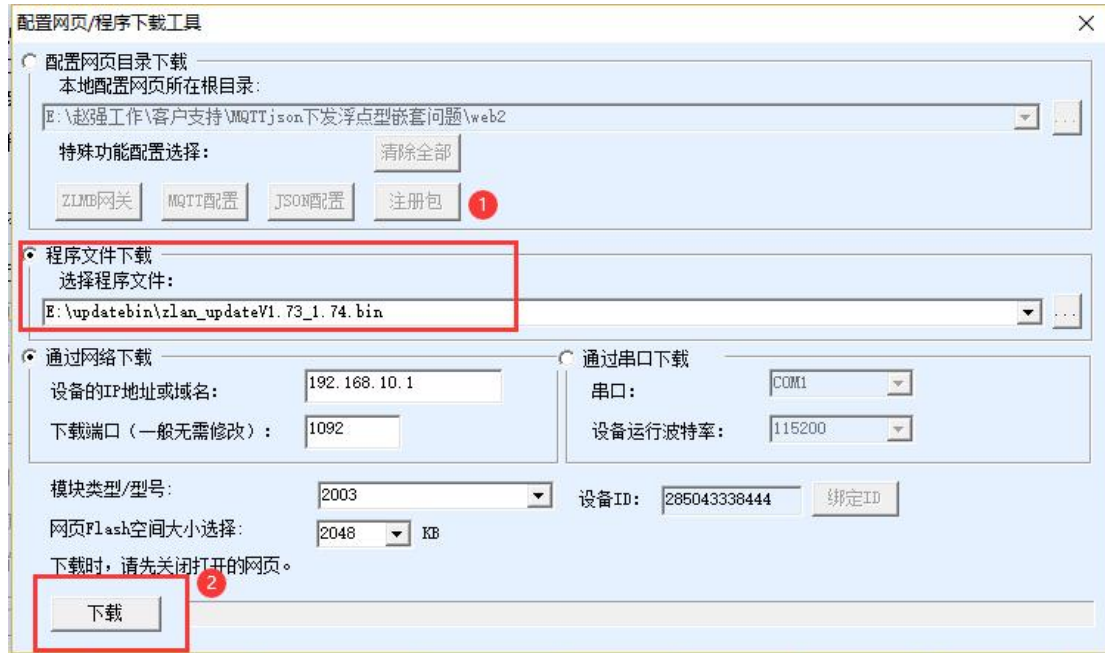 配置网页/程序下载工具
配置网页目录下载
本地配置网页所在根目录:
E:\赵强工作\客户支持\MQTTjson下发浮点型嵌套问题\web2
...
特殊功能配置选择:
清除全部
ZLMB网关
MQTT配置
JSON配置
注册包
1
程序文件下载
选择程序文件:
E:\updatebin\zlan_updateV1.73_1.74.bin
...
通过网络下载
设备的IP地址或域名:
192.168.10.1
下载端口(一般无需修改):
1092
通过串口下载
串口:
COM1
设备运行波特率:
115200
模块类型/型号:
2003
设备ID:
285043338444
绑定ID
网页Flash空间大小选择:
2048
KB
下载时,请先关闭打开的网页。
2
下载